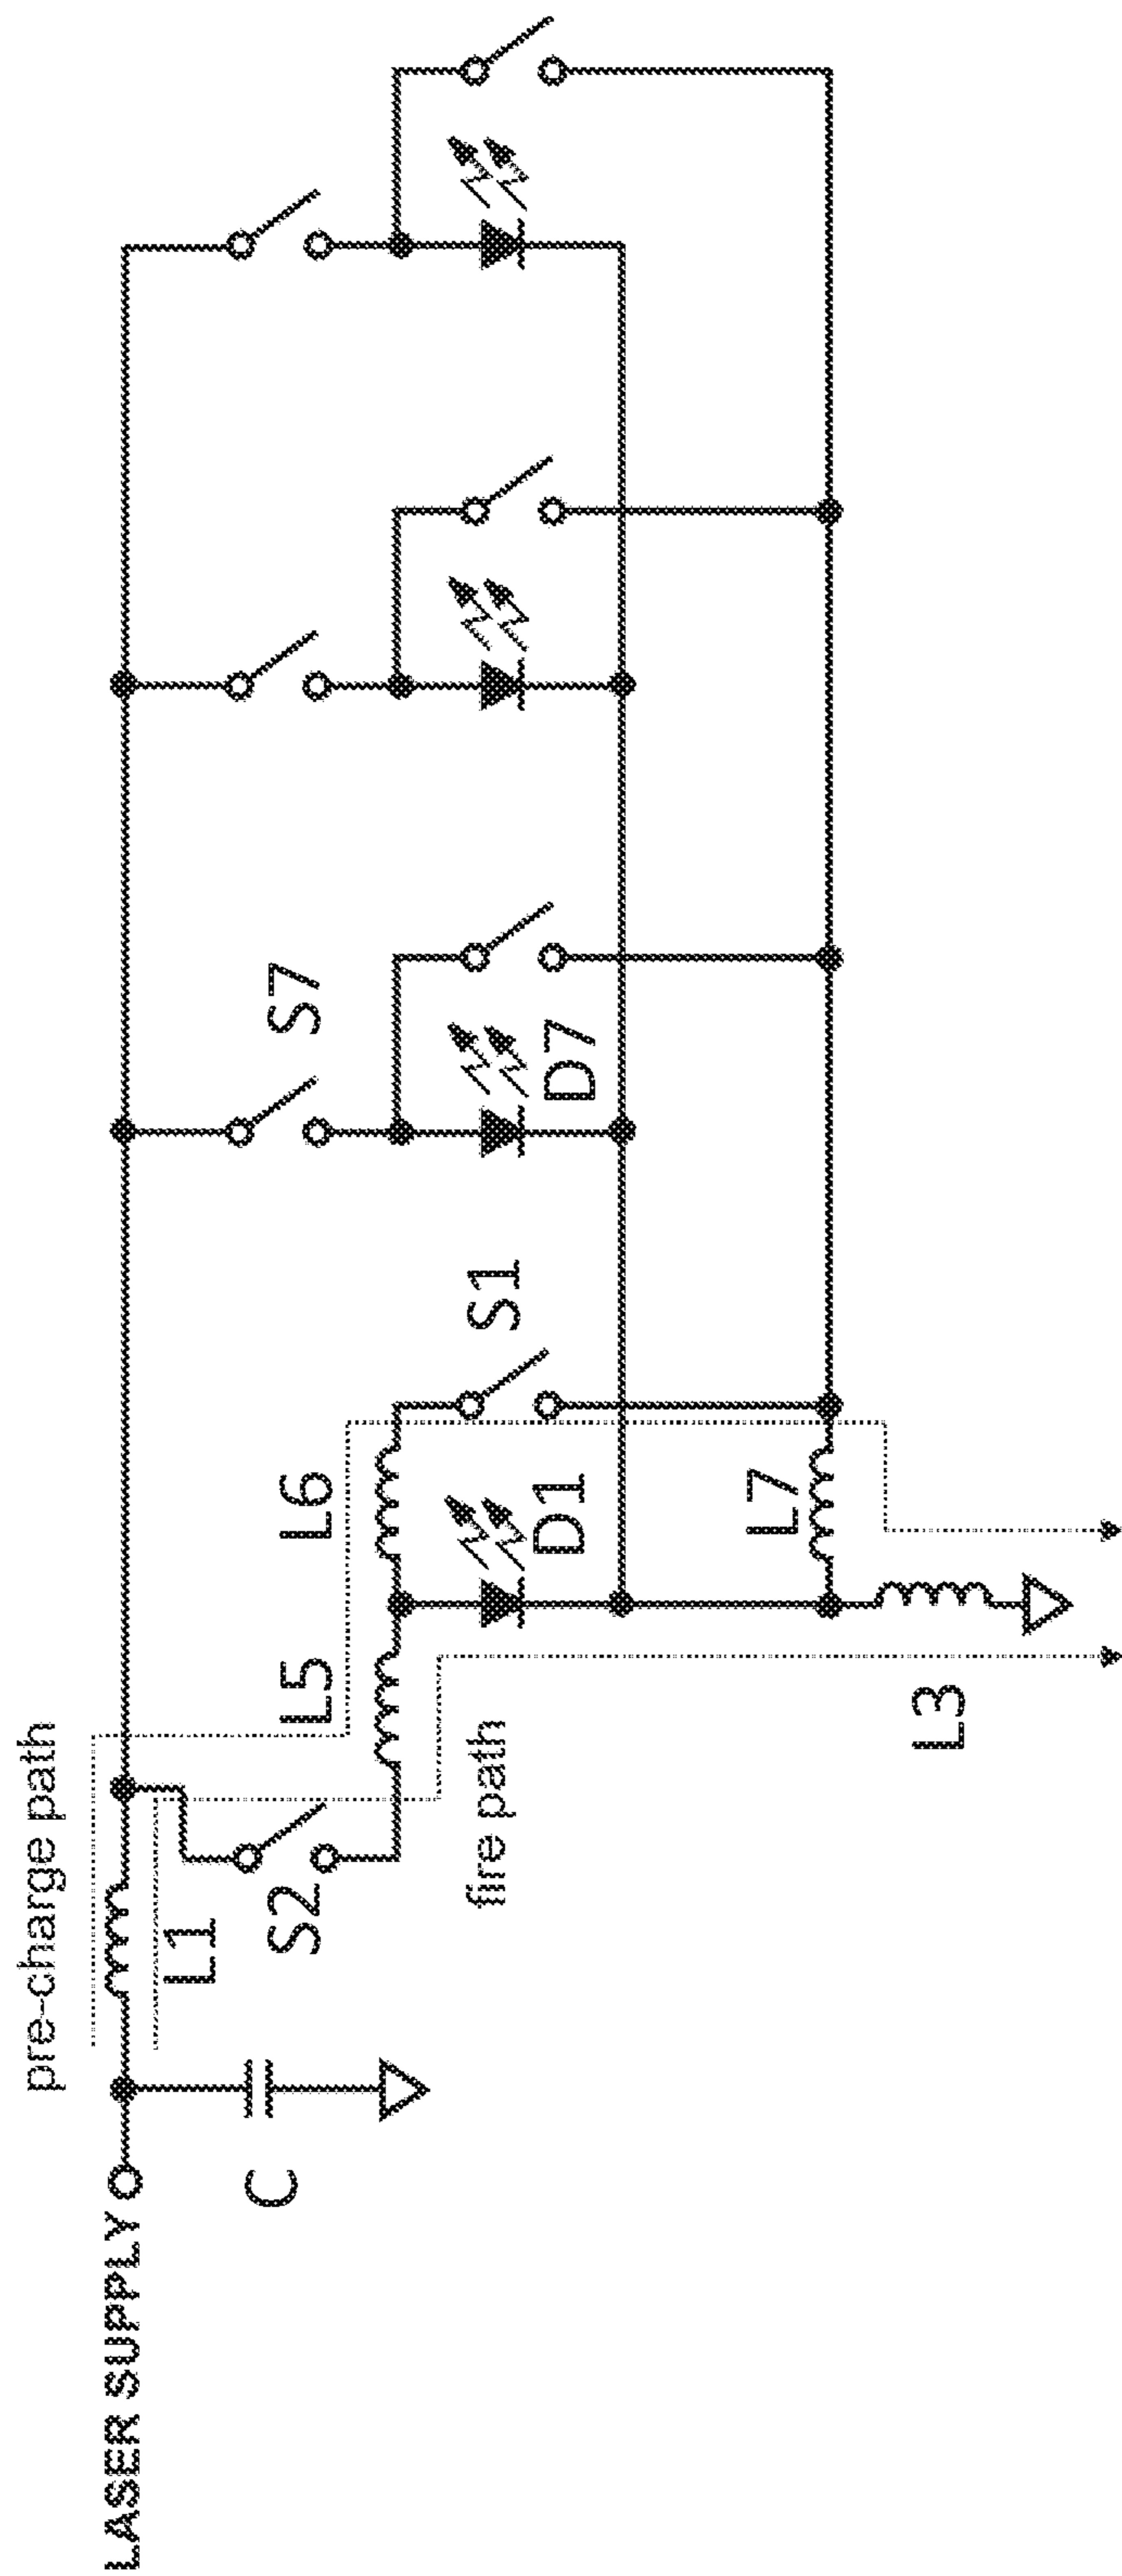 LASER SUPPLY
C
pre-charge path
L1
S2
fire path
L5
L6
D1
S1
L7
L3
S7
D7